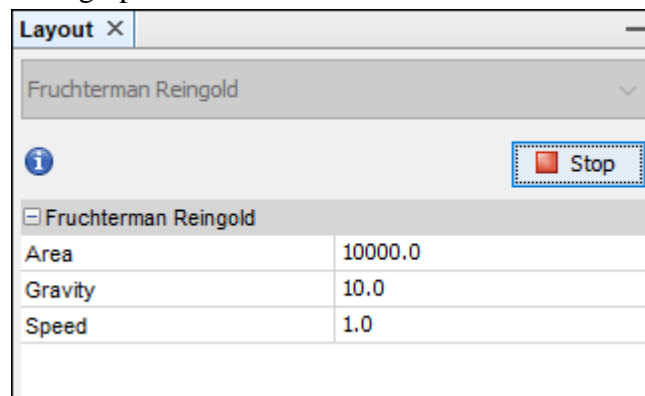 Layout ×
Fruchterman Reingold
Stop
Fruchterman Reingold
Area 10000.0
Gravity 10.0
Speed 1.0